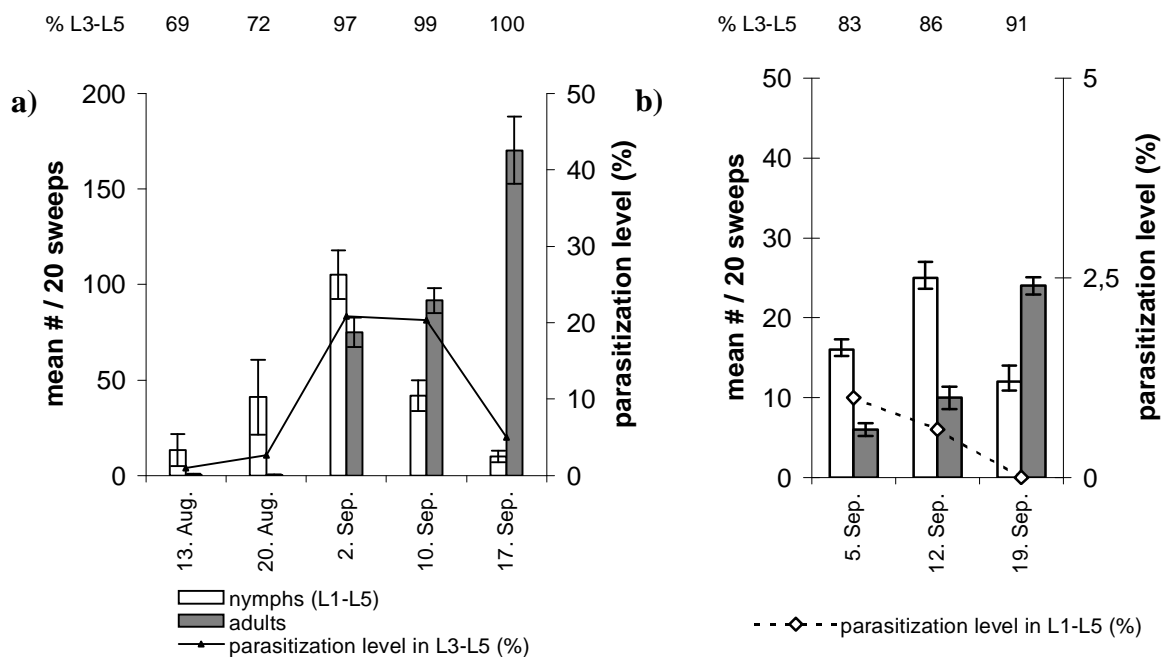 % L3-L5 69 72 97 99 100
a)
200
150
100
50
0
mean # / 20 sweeps
50
40
30
20
10
0
parasitization level (%)
13. Aug.
20. Aug.
2. Sep.
10. Sep.
17. Sep.
nymphs (L1-L5)
adults
parasitization level in L3-L5 (%)
% L3-L5 83 86 91
b)
50
40
30
20
10
0
mean # / 20 sweeps
5
2,5
0
parasitization level (%)
5. Sep.
12. Sep.
19. Sep.
parasitization level in L1-L5 (%)